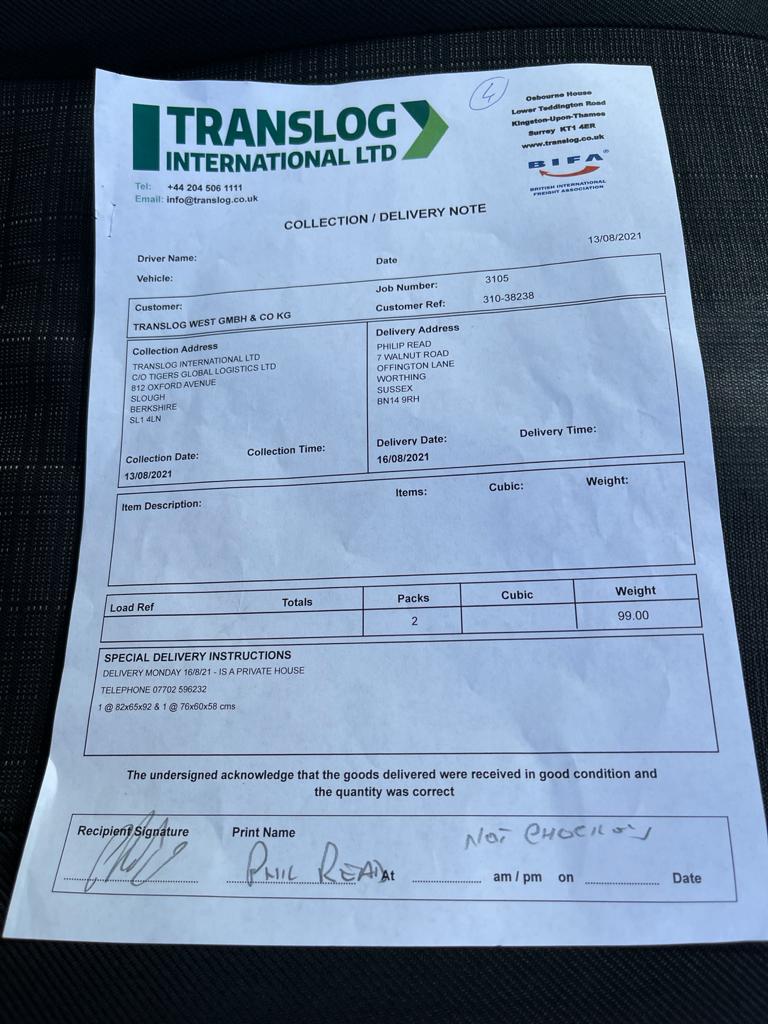 4
TRANSLOG
INTERNATIONAL LTD
Tel: +44 204 506 1111
Email: info@translog.co.uk
Osbourne House
Lower Teddington Road
Kingston-Upon-Thames
Surrey KT1 4ER
www.translog.co.uk
BIFA®
BRITISH INTERNATIONAL
FREIGHT ASSOCIATION
COLLECTION / DELIVERY NOTE
Driver Name: Date 13/08/2021
Vehicle:
Job Number: 3105
Customer: Customer Ref: 310-38238
TRANSLOG WEST GMBH & CO KG
Collection Address
TRANSLOG INTERNATIONAL LTD
C/O TIGERS GLOBAL LOGISTICS LTD
812 OXFORD AVENUE
SLOUGH
BERKSHIRE
SL1 4LN
Collection Date: Collection Time:
13/08/2021
Delivery Address
PHILIP READ
7 WALNUT ROAD
OFFINGTON LANE
WORTHING
SUSSEX
BN14 9RH
Delivery Date: Delivery Time:
16/08/2021
Item Description: Items: Cubic: Weight:
Load Ref Totals Packs Cubic Weight
2 99.00
SPECIAL DELIVERY INSTRUCTIONS
DELIVERY MONDAY 16/8/21 - IS A PRIVATE HOUSE
TELEPHONE 07702 596232
1 @ 82x65x92 & 1 @ 76x60x58 cms
The undersigned acknowledge that the goods delivered were received in good condition and
the quantity was correct
Recipient Signature Print Name NOT
PHIL READ At am / pm on Date